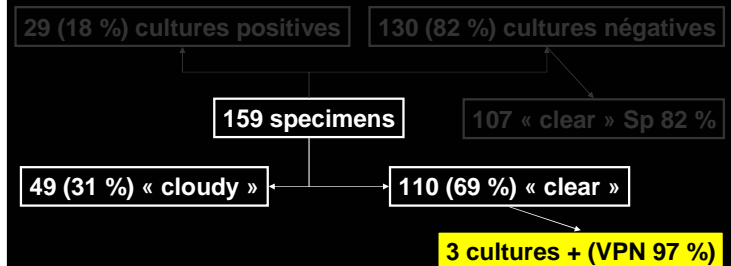 29 (18 %) cultures positives
130 (82 %) cultures négatives
159 specimens
107 « clear » Sp 82 %
49 (31 %) « cloudy »
110 (69 %) « clear »
3 cultures + (VPN 97 %)